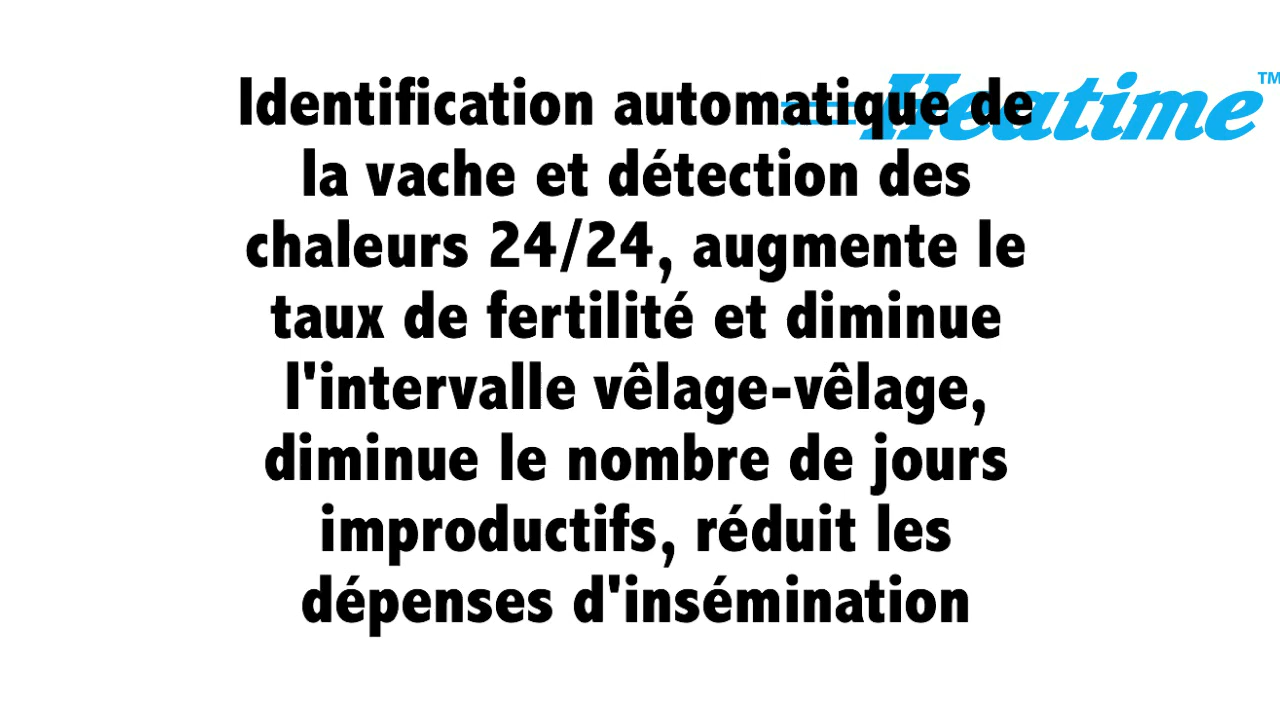 Heatime™
Identification automatique de
la vache et détection des
chaleurs 24/24, augmente le
taux de fertilité et diminue
l'intervalle vêlage-vêlage,
diminue le nombre de jours
improductifs, réduit les
dépenses d'insémination